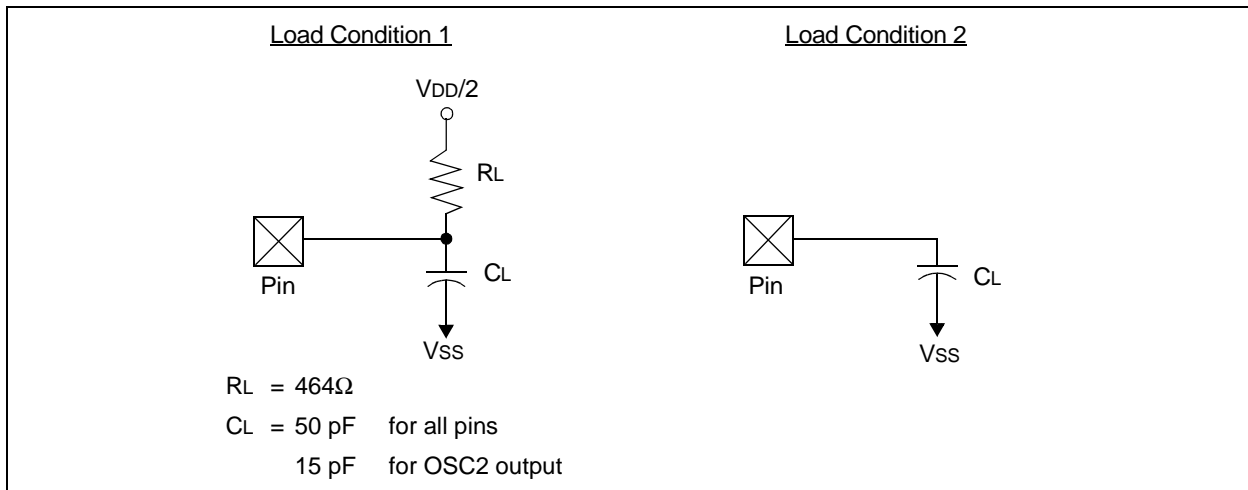 Load Condition 1
Load Condition 2
VDD/2
RL
CL
Pin
VSS
CL
Pin
VSS
RL = 464Ω
CL = 50 pF for all pins
15 pF for OSC2 output